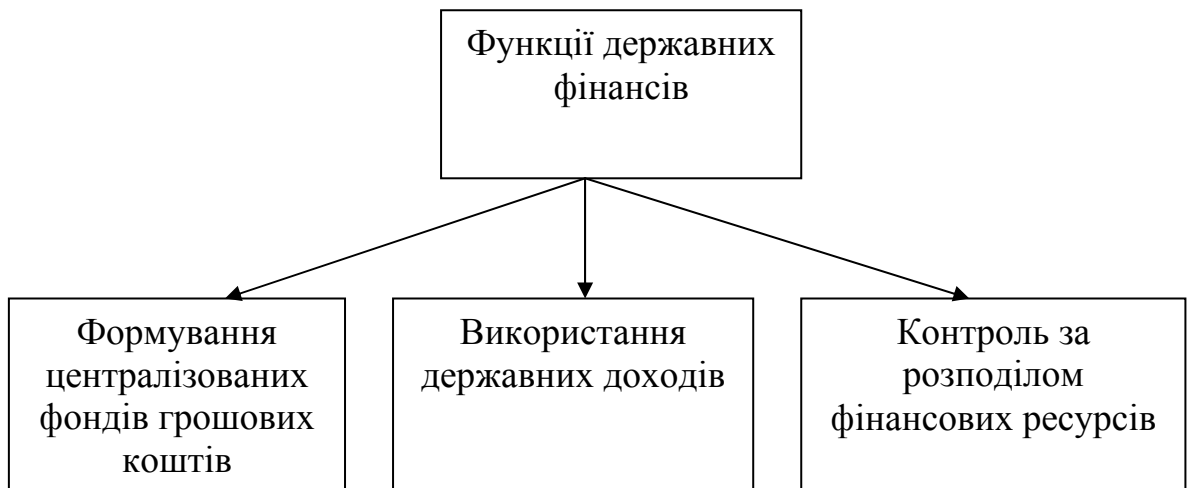 Функції державних
фінансів
Формування
централізованих
фондів грошових
коштів
Використання
державних доходів
Контроль за
розподілом
фінансових ресурсів